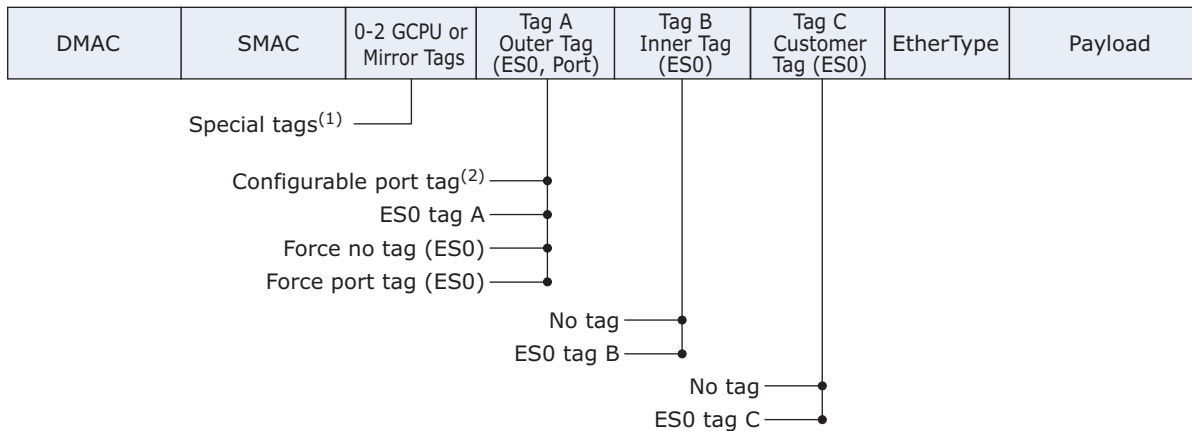 DMAC
SMAC
0-2 GCPU or
Mirror Tags
Tag A
Outer Tag
(ES0, Port)
Tag B
Inner Tag
(ES0)
Tag C
Customer
Tag (ES0)
EtherType
Payload
Special tags(1)
Configurable port tag(2)
ES0 tag A
Force no tag (ES0)
Force port tag (ES0)
No tag
ES0 tag B
No tag
ES0 tag C